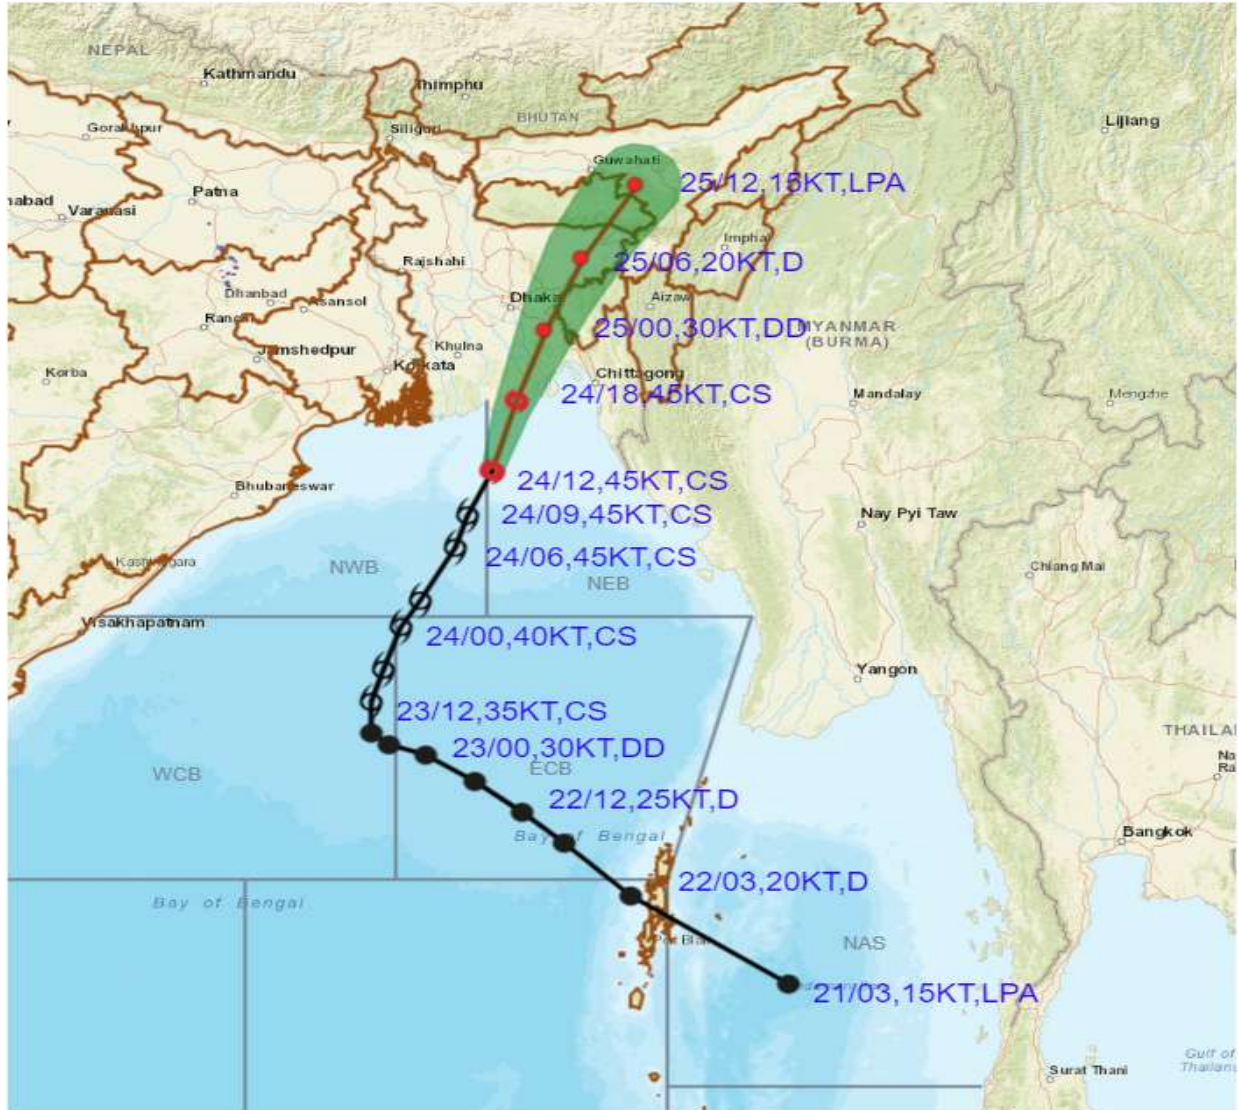 NEPAL
Kathmandu
Thimphu
BHUTAN
Siliguri
Lijiang
Guwahati
25/12,15KT,LPA
Patna
Varanasi
Imphal
Rajshahi
25/06,20KT,D
Dhanbad
Asansol
Dhaka
Aizaw
25/00,30KT,DD
MYANMAR
(BURMA)
Khulna
Jamshedpur
Kolkata
Korba
Chittagong
24/18,45KT,CS
Mandalay
Mengzhe
24/12,45KT,CS
Bhubaneswar
24/09,45KT,CS
Nay Pyi Taw
24/06,45KT,CS
NWB
NEB
Chiang Mai
Visakhapatnam
24/00,40KT,CS
Yangon
23/12,35KT,CS
THAILA
23/00,30KT,DD
Na
Ra
WCB
ECB
22/12,25KT,D
Bay of Bengal
Bangkok
22/03,20KT,D
Bay of Bengal
NAS
21/03,15KT,LPA
Gulf of
Thailand
Surat Thani